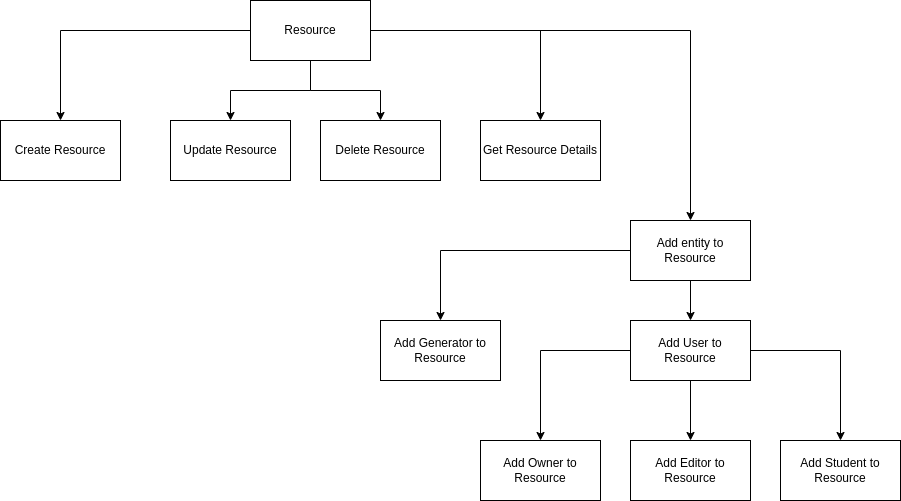 Resource
Create Resource
Update Resource
Delete Resource
Get Resource Details
Add entity to
Resource
Add Generator to
Resource
Add User to
Resource
Add Owner to
Resource
Add Editor to
Resource
Add Student to
Resource